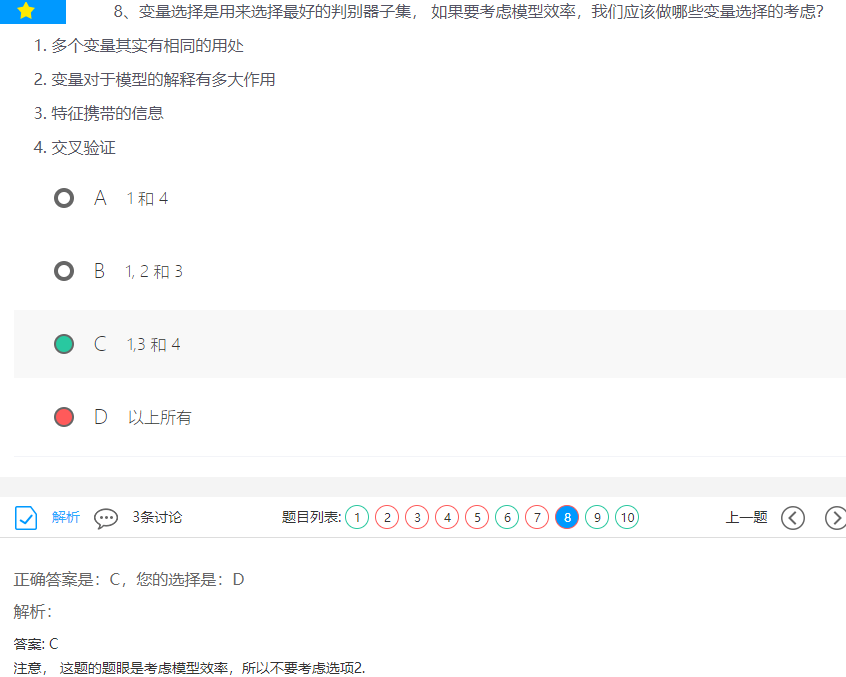 8、变量选择是用来选择最好的判别器子集， 如果要考虑模型效率，我们应该做哪些变量选择的考虑？
1. 多个变量其实有相同的用处
2. 变量对于模型的解释有多大作用
3. 特征携带的信息
4. 交叉验证
A 1 和 4
B 1, 2 和 3
C 1,3 和 4
D 以上所有
解析 3条讨论 题目列表: 1 2 3 4 5 6 7 8 9 10 上一题
正确答案是：C，您的选择是：D
解析：
答案: C
注意， 这题的题眼是考虑模型效率，所以不要考虑选项2.